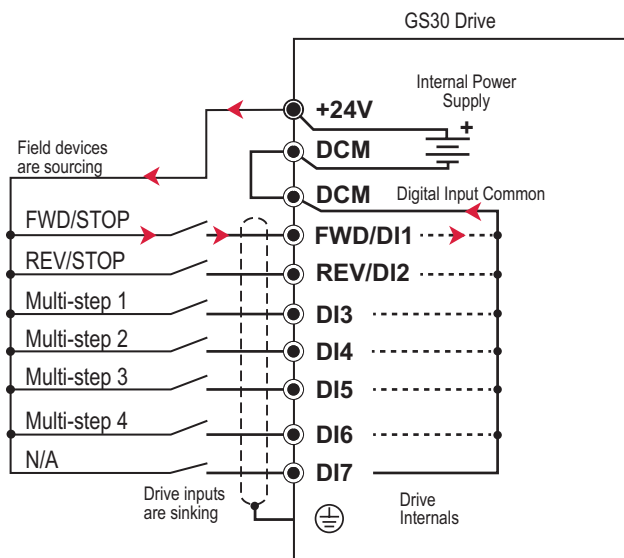 GS30 Drive
Internal Power
Supply
+
+24V
DCM
Field devices
are sourcing
DCM
Digital Input Common
FWD/STOP
FWD/DI1
REV/STOP
REV/DI2
Multi-step 1
DI3
Multi-step 2
DI4
Multi-step 3
DI5
Multi-step 4
DI6
N/A
DI7
Drive inputs
are sinking
Drive
Internals